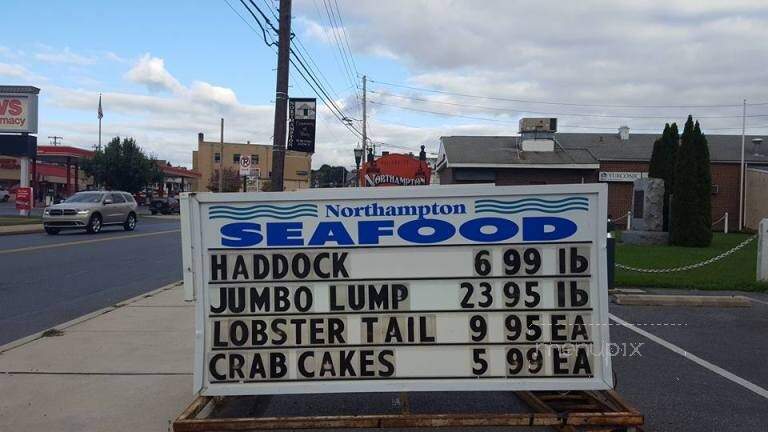 Northampton
SEAFOOD
HADDOCK 6 99 lb
JUMBO LUMP 23 95 lb
LOBSTER TAIL 9 95 EA
CRAB CAKES 5 99 EA
NORTHAMPTON
menupix